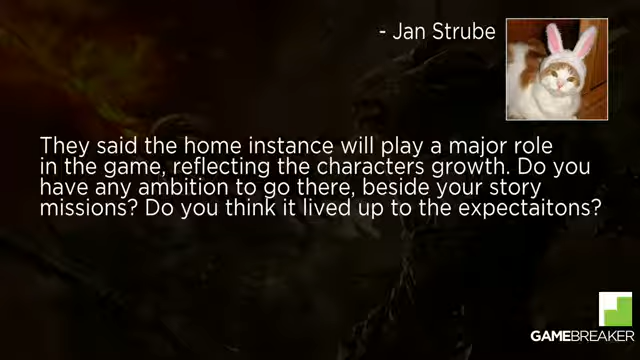 - Jan Strube
They said the home instance will play a major role
in the game, reflecting the characters growth. Do you
have any ambition to go there, beside your story
missions? Do you think it lived up to the expectaitons?
GAMEBREAKER